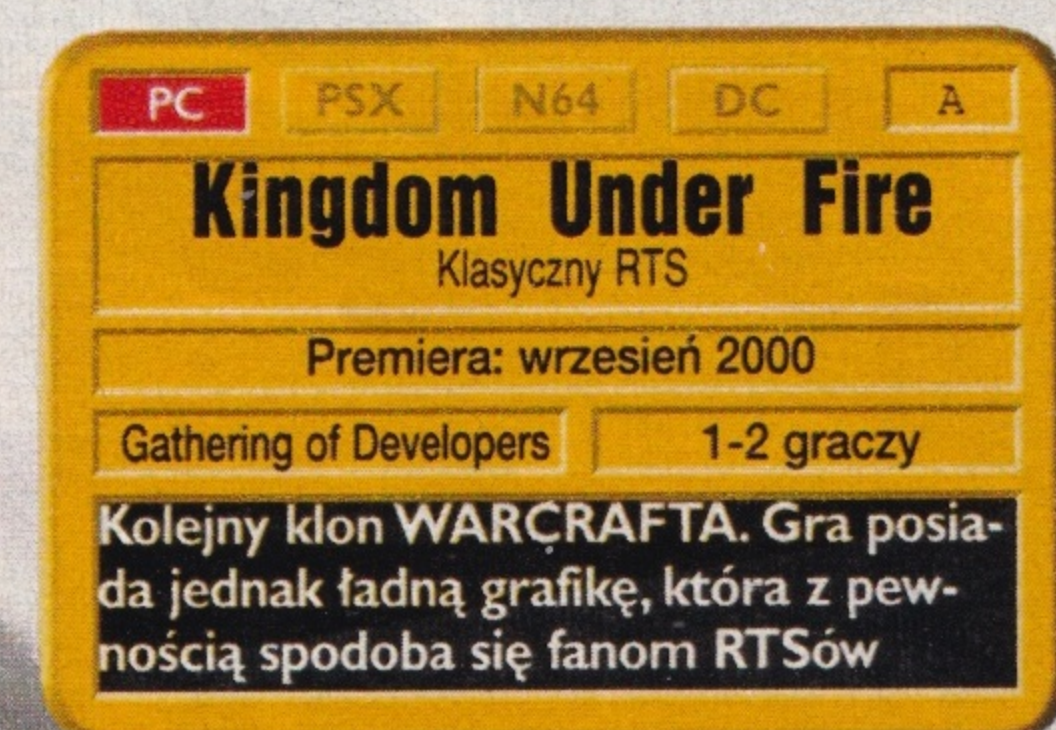 PC PSX N64 DC A
Kingdom Under Fire
Klasyczny RTS
Premiera: wrzesień 2000
Gathering of Developers 1-2 graczy
Kolejny klon WARCRAFTA. Gra posia-
da jednak ładną grafikę, która z pew-
nością spodoba się fanom RTSów